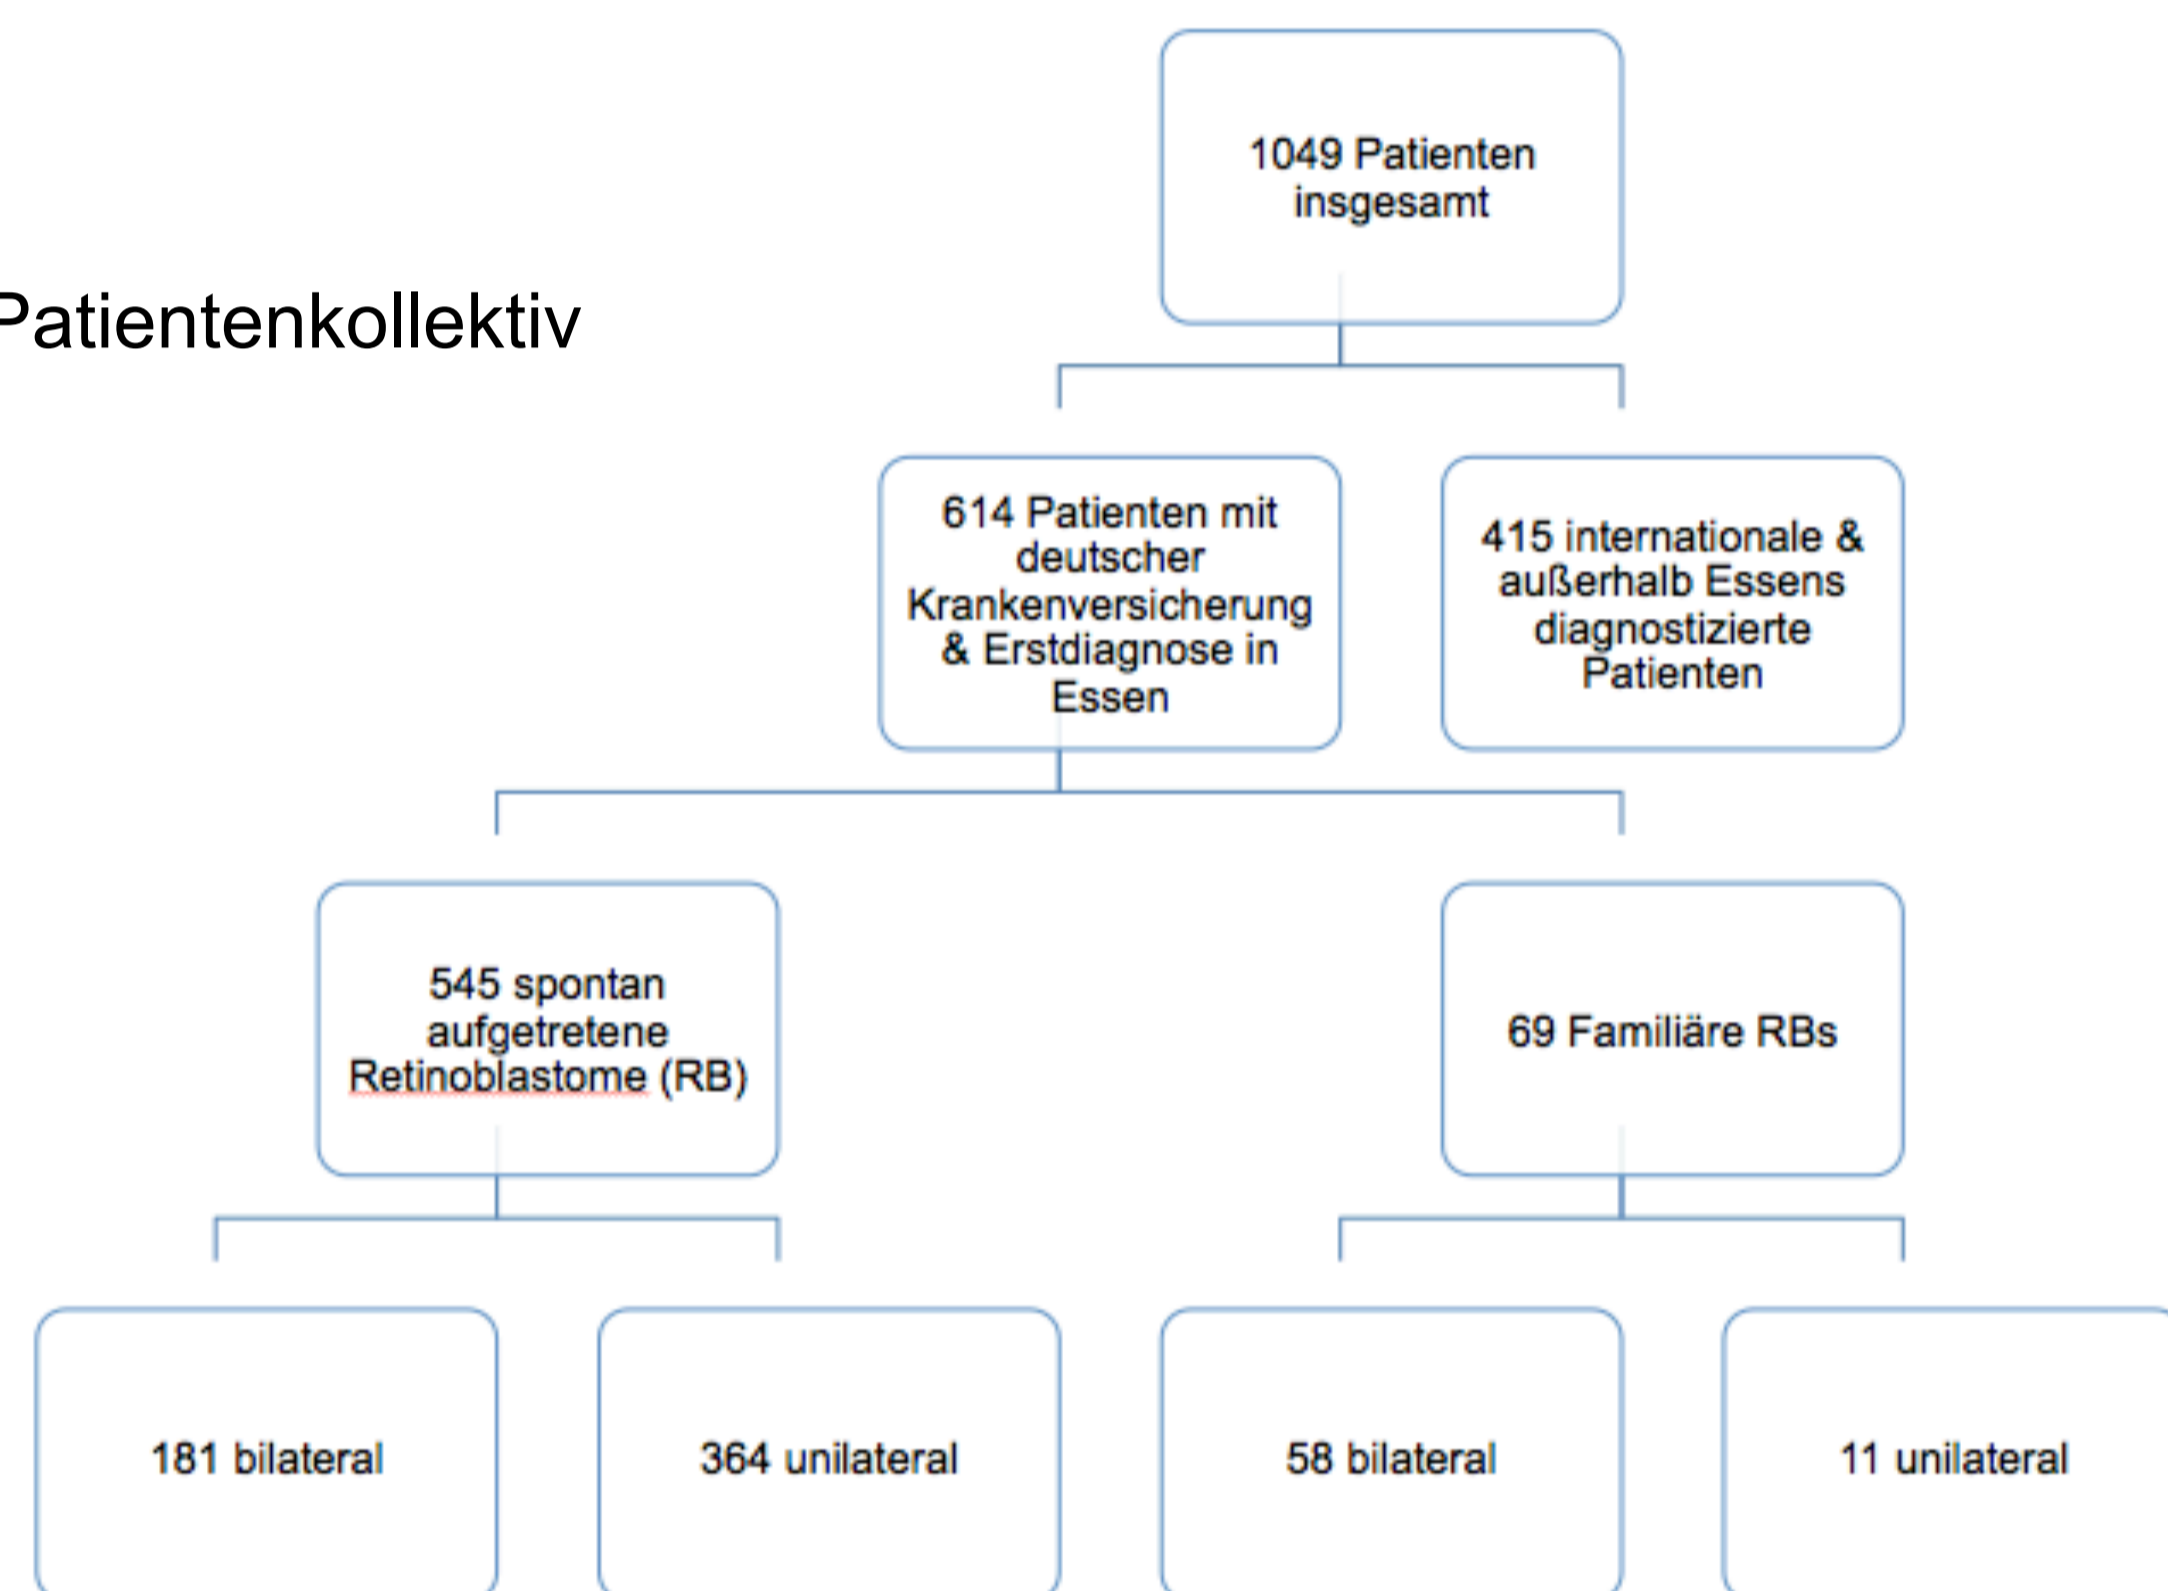 1049 Patienten
insgesamt
Patientenkollektiv
614 Patienten mit
deutscher
Krankenversicherung
& Erstdiagnose in
Essen
415 internationale &
außerhalb Essens
diagnostizierte
Patienten
545 spontan
aufgetretene
Retinoblastome (RB)
69 Familiäre RBs
181 bilateral
364 unilateral
58 bilateral
11 unilateral